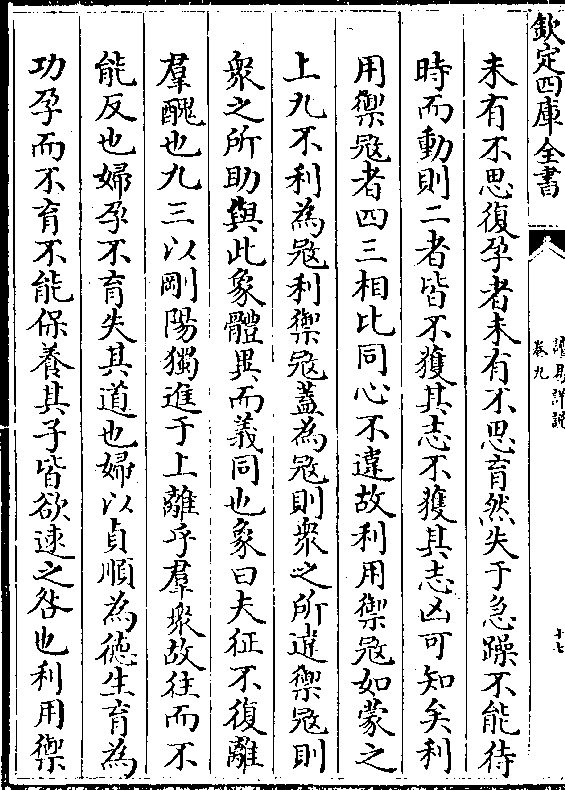 欽定四庫全書
讀易詳説
卷九
十七
未有不思復孕者未有不思育然失于急躁不能待
時而動則二者皆不獲其志不獲其志凶可知矣利
用禦冦者四三相比同心不違故利用禦冦如蒙之
上九不利為冦利禦冦蓋為冦則衆之所違禦冦則
衆之所助與此象體異而義同也象曰夫征不復離
羣醜也九三以剛陽獨進于上離乎羣衆故往而不
能反也婦孕不育失其道也婦以貞順為德生育為
功孕而不育不能保養其子皆欲速之咎也利用禦